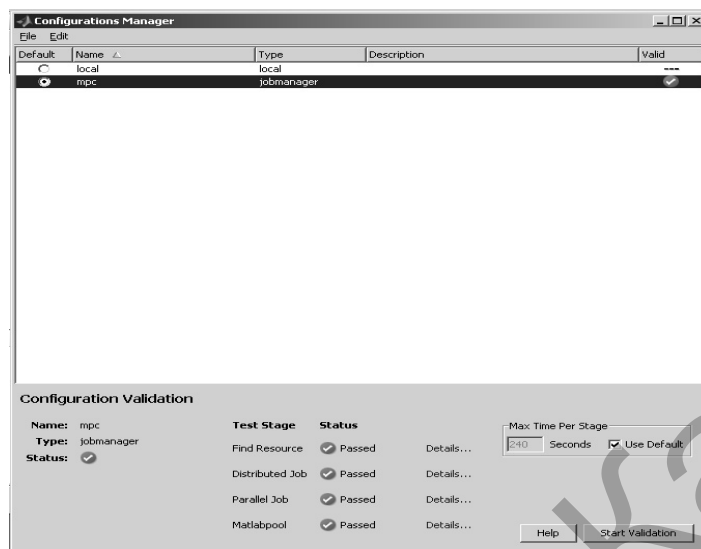 Configurations Manager
File Edit
Default Name Type Description Valid
local local ---
mpc jobmanager
Configuration Validation
Name: mpc
Type: jobmanager
Status:
Test Stage Status
Find Resource Passed Details...
Distributed Job Passed Details...
Parallel Job Passed Details...
Matlabpool Passed Details...
Max Time Per Stage
240 Seconds Use Default
Help Start Validation